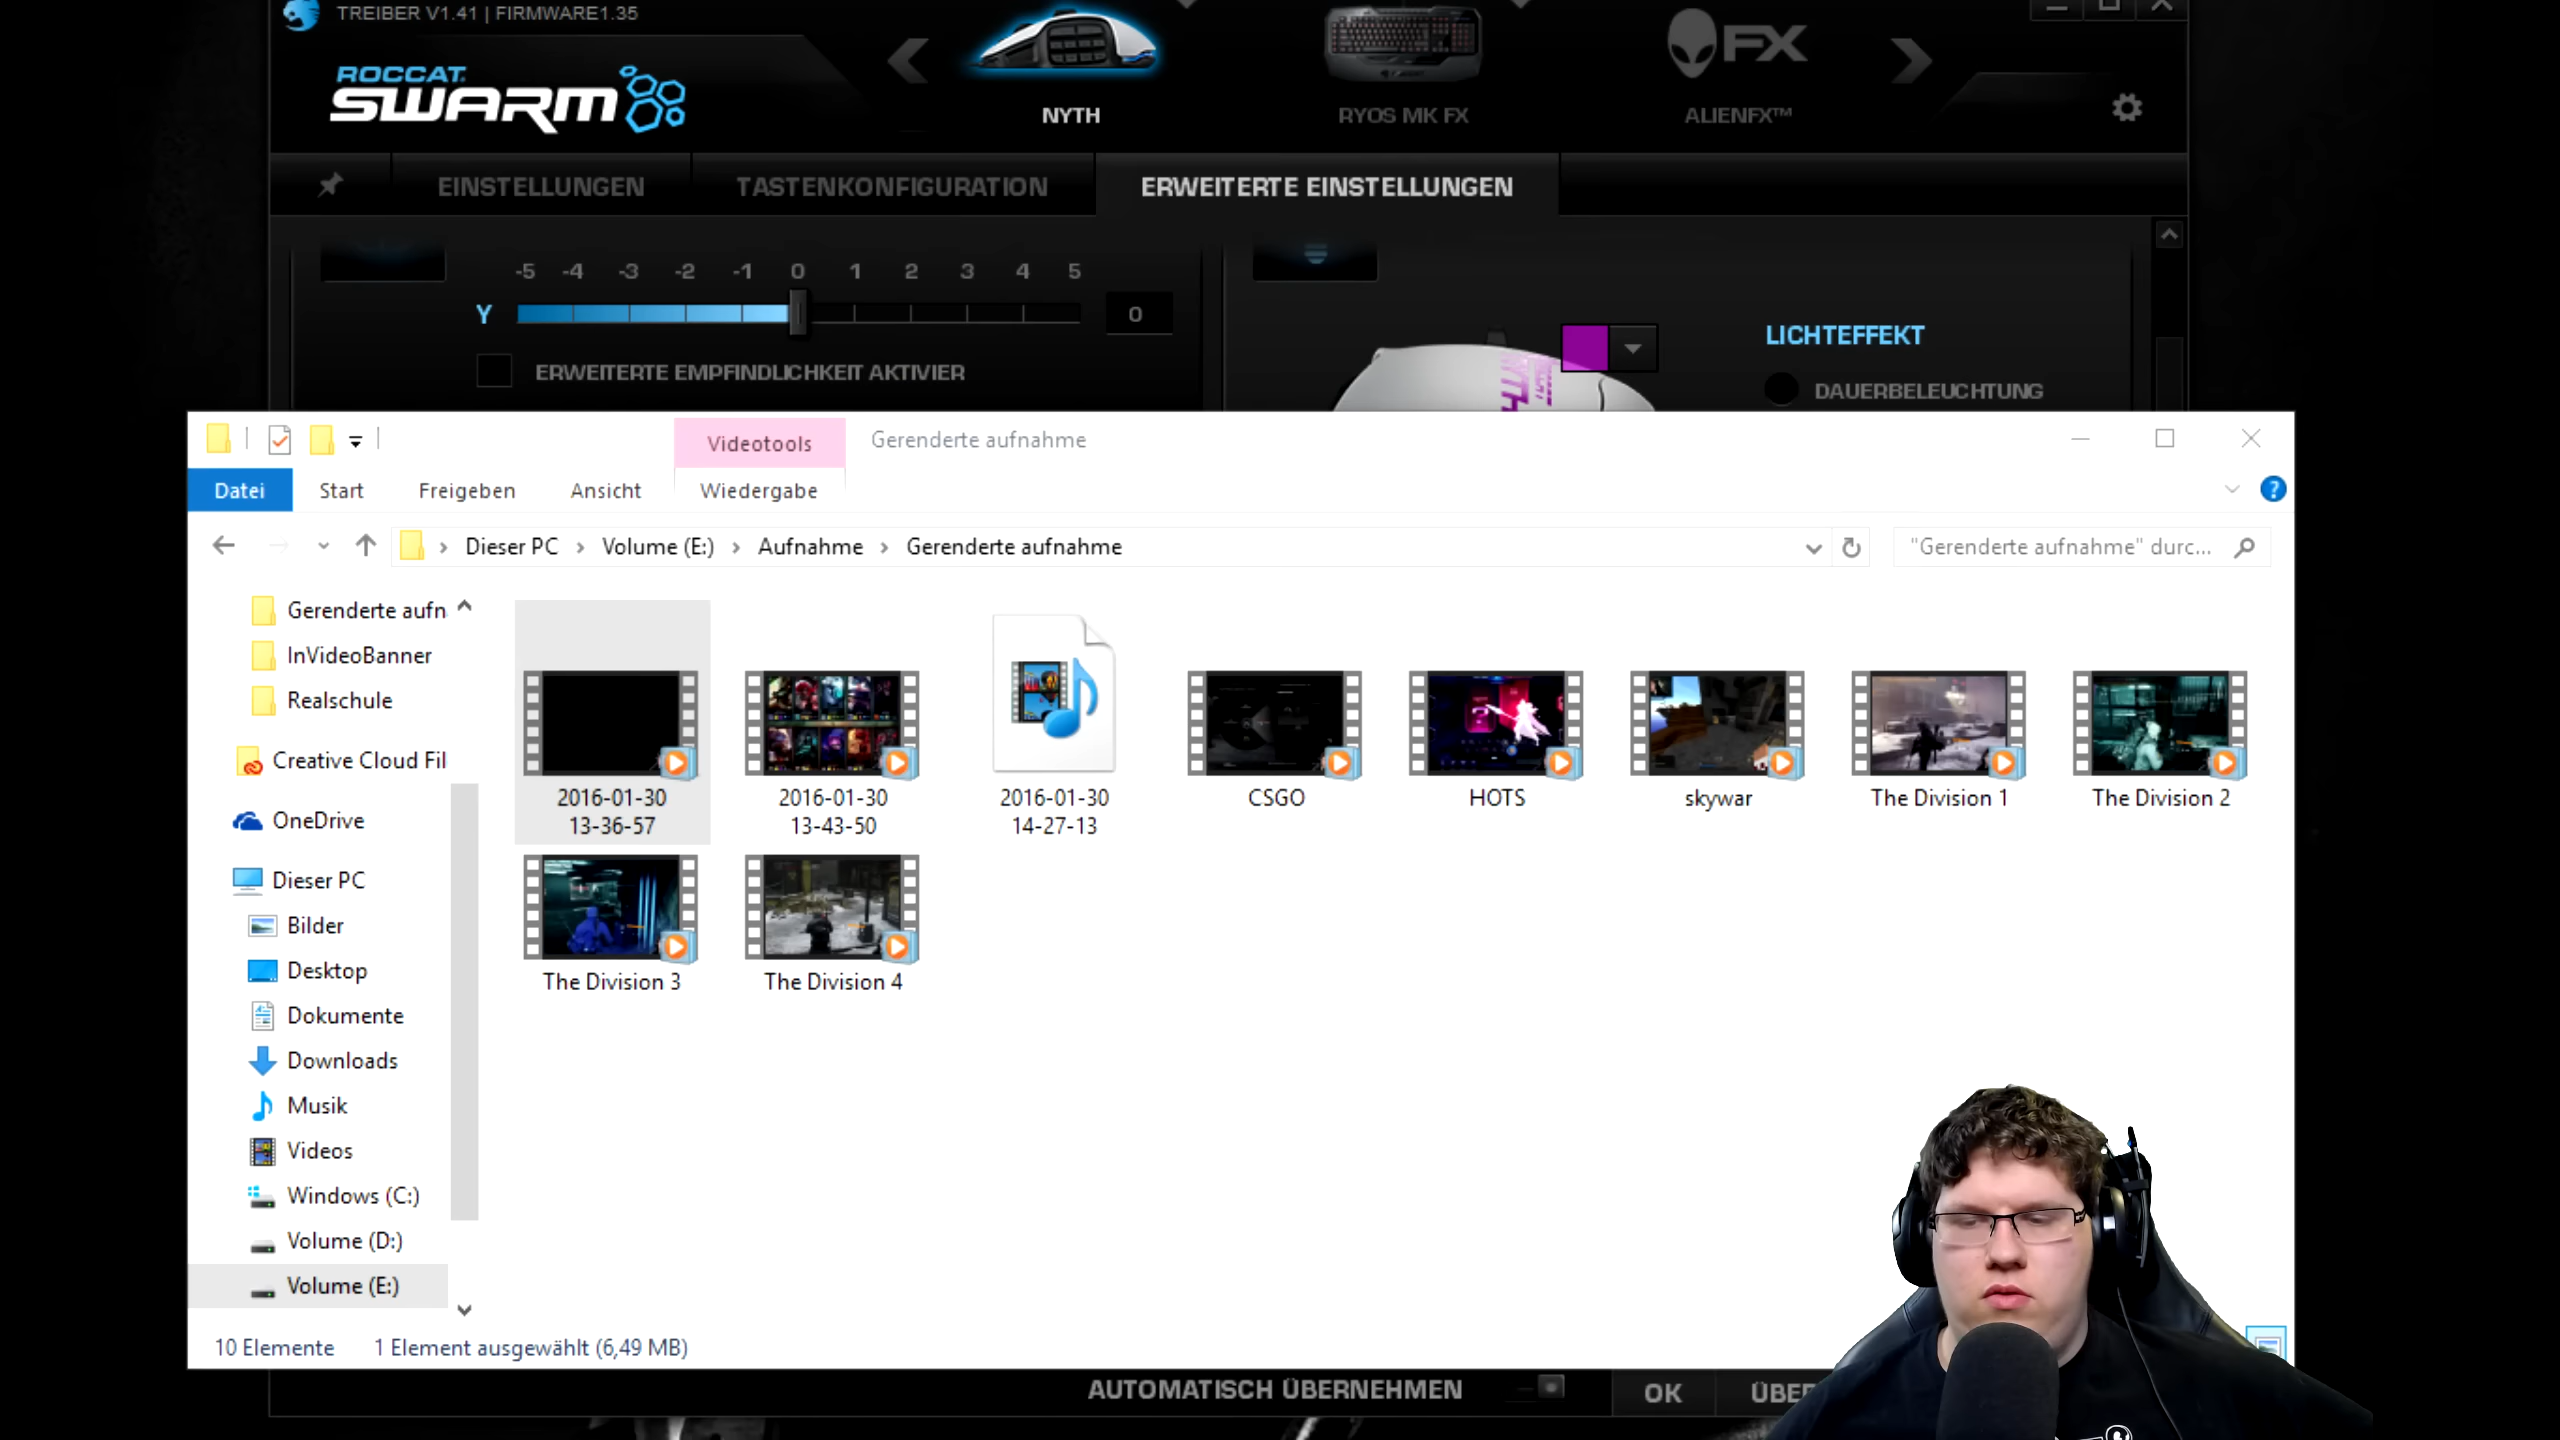 TREIBER V1.41 | FIRMWARE1.35
ROCCAT
SWARM
NYTH
RYOS MK FX
FX
ALIENFX™
EINSTELLUNGEN
TASTENKONFIGURATION
ERWEITERTE EINSTELLUNGEN
-5 -4 -3 -2 -1 0 1 2 3 4 5
Y
0
ERWEITERTE EMPFINDLICHKEIT AKTIVIER
LICHTEFFEKT
DAUERBELEUCHTUNG
Videotools
Gerenderte aufnahme
Datei
Start
Freigeben
Ansicht
Wiedergabe
?
Dieser PC › Volume (E:) › Aufnahme › Gerenderte aufnahme
"Gerenderte aufnahme" durc...
Gerenderte aufn
InVideoBanner
Realschule
Creative Cloud Fil
OneDrive
Dieser PC
Bilder
Desktop
Dokumente
Downloads
Musik
Videos
Windows (C:)
Volume (D:)
Volume (E:)
2016-01-30
13-36-57
2016-01-30
13-43-50
2016-01-30
14-27-13
CSGO
HOTS
skywar
The Division 1
The Division 2
The Division 3
The Division 4
10 Elemente
1 Element ausgewählt (6,49 MB)
AUTOMATISCH ÜBERNEHMEN
OK
ÜBER